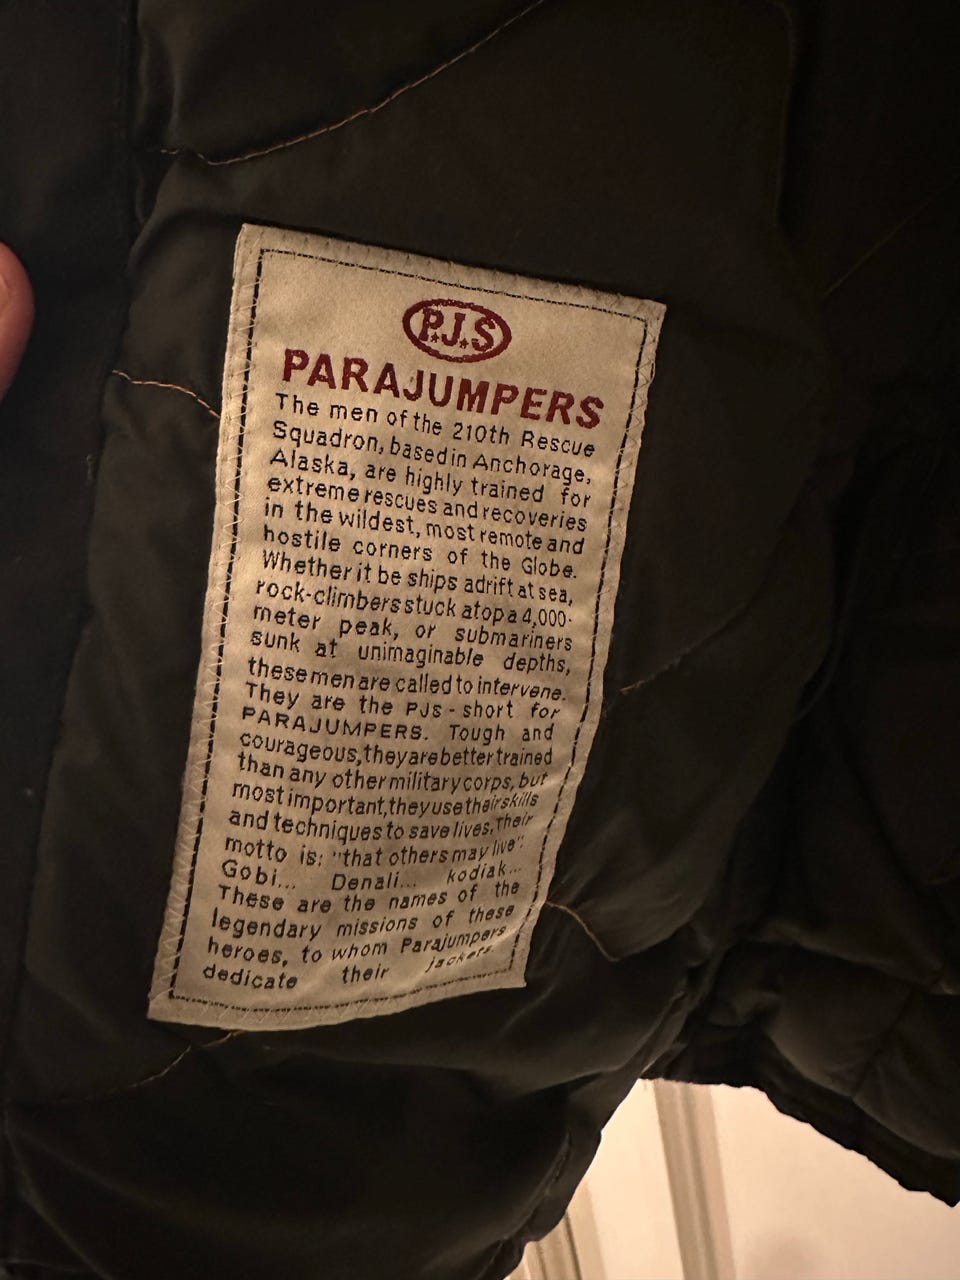 P.J.S
PARAJUMPERS
The men of the 210th Rescue
Squadron, based in Anchorage,
Alaska, are highly trained for
extreme rescues and recoveries
in the wildest, most remote and
hostile corners of the Globe.
Whether it be ships adrift at sea,
rock-climbers stuck atop a 4,000-
meter peak, or submariners
sunk at unimaginable depths,
these men are called to intervene.
They are the PJs - short for
PARAJUMPERS. Tough and
courageous, they are better trained
than any other military corps, but
most important, they use their skills
and techniques to save lives, Their
motto is: "that others may live".
Gobi... Denali... kodiak...
These are the names of the
legendary missions of these
heroes, to whom Parajumpers
dedicate their jackets.